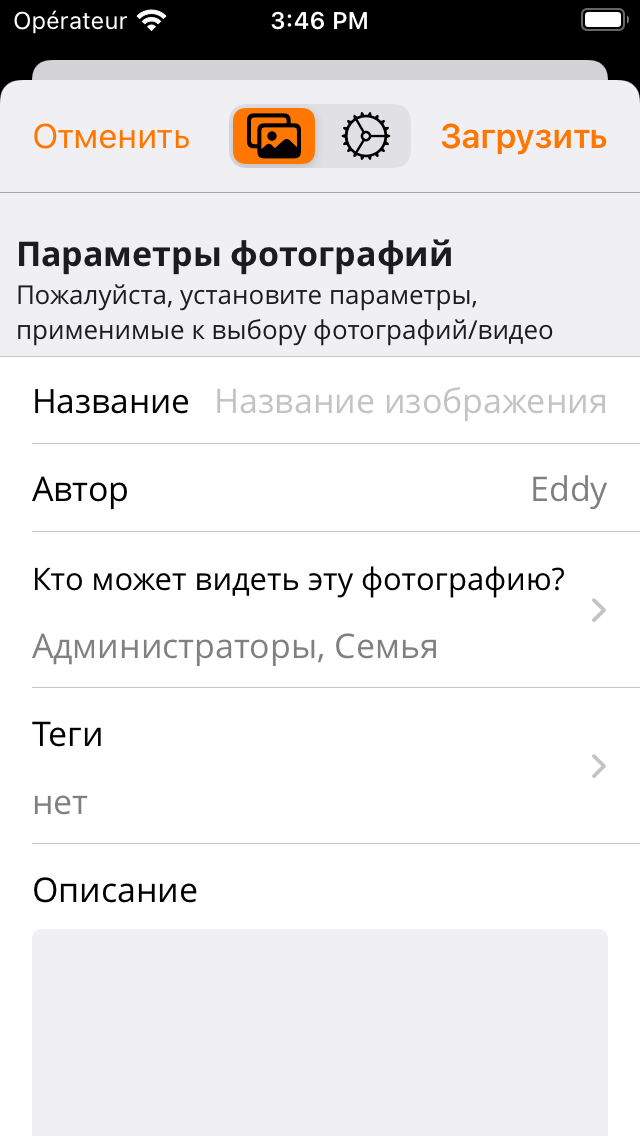 Opérateur 3:46 PM
Отменить Загрузить
Параметры фотографий
Пожалуйста, установите параметры,
применимые к выбору фотографий/видео
Название Название изображения
Автор Eddy
Кто может видеть эту фотографию?
Администраторы, Семья
Теги
нет
Описание